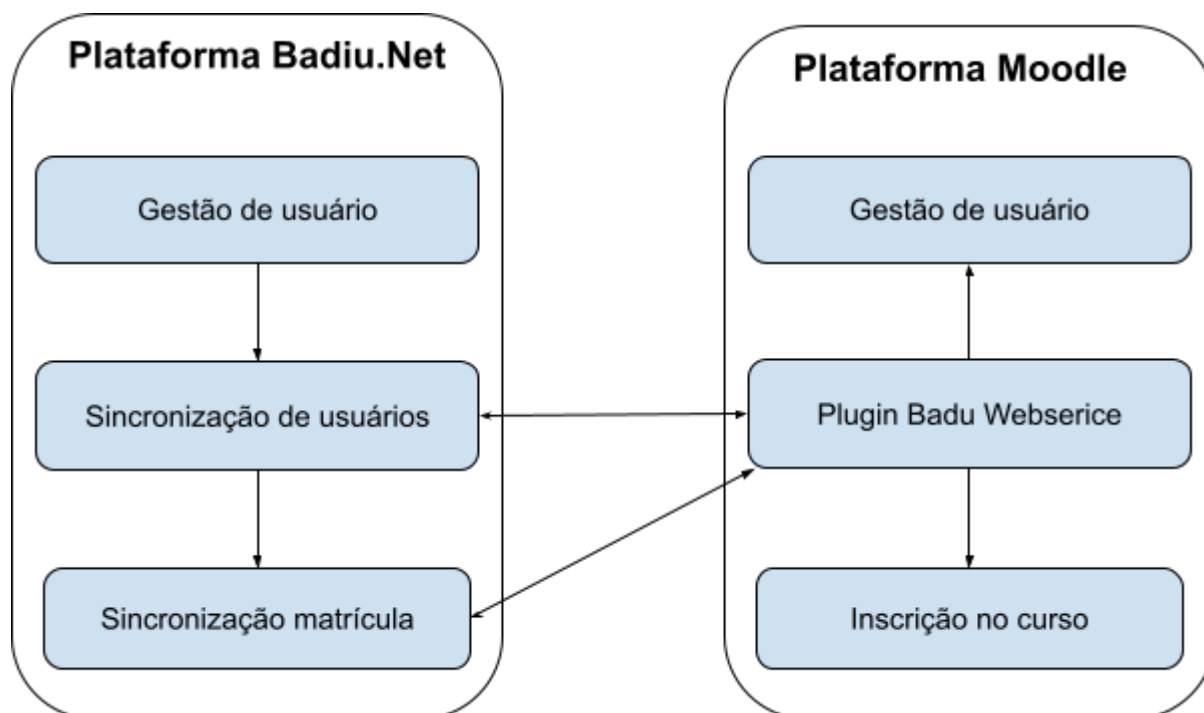 Plataforma Badiu.Net
Gestão de usuário
Sincronização de usuários
Sincronização matrícula
Plataforma Moodle
Gestão de usuário
Plugin Badu Webserice
Inscrição no curso